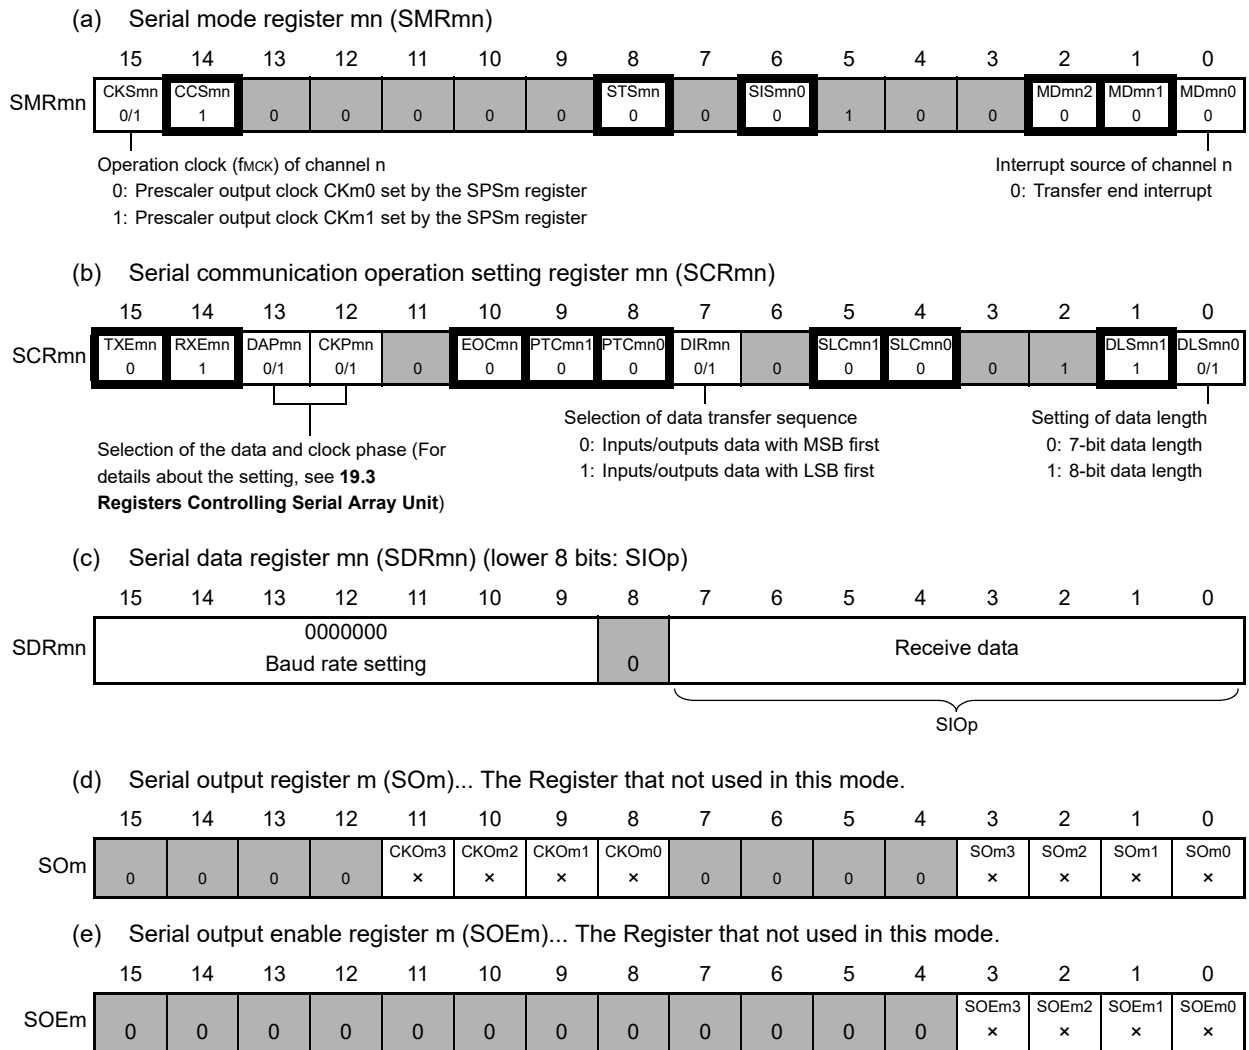 (a) Serial mode register mn (SMRmn)
15 14 13 12 11 10 9 8 7 6 5 4 3 2 1 0
SMRmn CKSmn CCSmn STSmn SISmn0 MDmn2 MDmn1 MDmn0
0/1 1 0 0 0 0 0 0 0 0 1 0 0 0 0 0
Operation clock (fMCK) of channel n
0: Prescaler output clock CKm0 set by the SPSm register
1: Prescaler output clock CKm1 set by the SPSm register
Interrupt source of channel n
0: Transfer end interrupt
(b) Serial communication operation setting register mn (SCRmn)
15 14 13 12 11 10 9 8 7 6 5 4 3 2 1 0
SCRmn TXEmn RXEmn DAPmn CKPmn EOCmn PTCmn1 PTCmn0 DIRmn SLCmn1 SLCmn0 DLSmn1 DLSmn0
0 1 0/1 0/1 0 0 0 0 0/1 0 0 0 0 1 1 0/1
Selection of the data and clock phase (For
details about the setting, see 19.3
Registers Controlling Serial Array Unit)
Selection of data transfer sequence
0: Inputs/outputs data with MSB first
1: Inputs/outputs data with LSB first
Setting of data length
0: 7-bit data length
1: 8-bit data length
(c) Serial data register mn (SDRmn) (lower 8 bits: SIOp)
15 14 13 12 11 10 9 8 7 6 5 4 3 2 1 0
SDRmn
0000000
Baud rate setting
0
Receive data
SIOp
(d) Serial output register m (SOm)... The Register that not used in this mode.
15 14 13 12 11 10 9 8 7 6 5 4 3 2 1 0
SOm CKOm3 CKOm2 CKOm1 CKOm0 SOm3 SOm2 SOm1 SOm0
0 0 0 0 × × × × 0 0 0 0 × × × ×
(e) Serial output enable register m (SOEm)... The Register that not used in this mode.
15 14 13 12 11 10 9 8 7 6 5 4 3 2 1 0
SOEm SOEm3 SOEm2 SOEm1 SOEm0
0 0 0 0 0 0 0 0 0 0 0 0 × × × ×